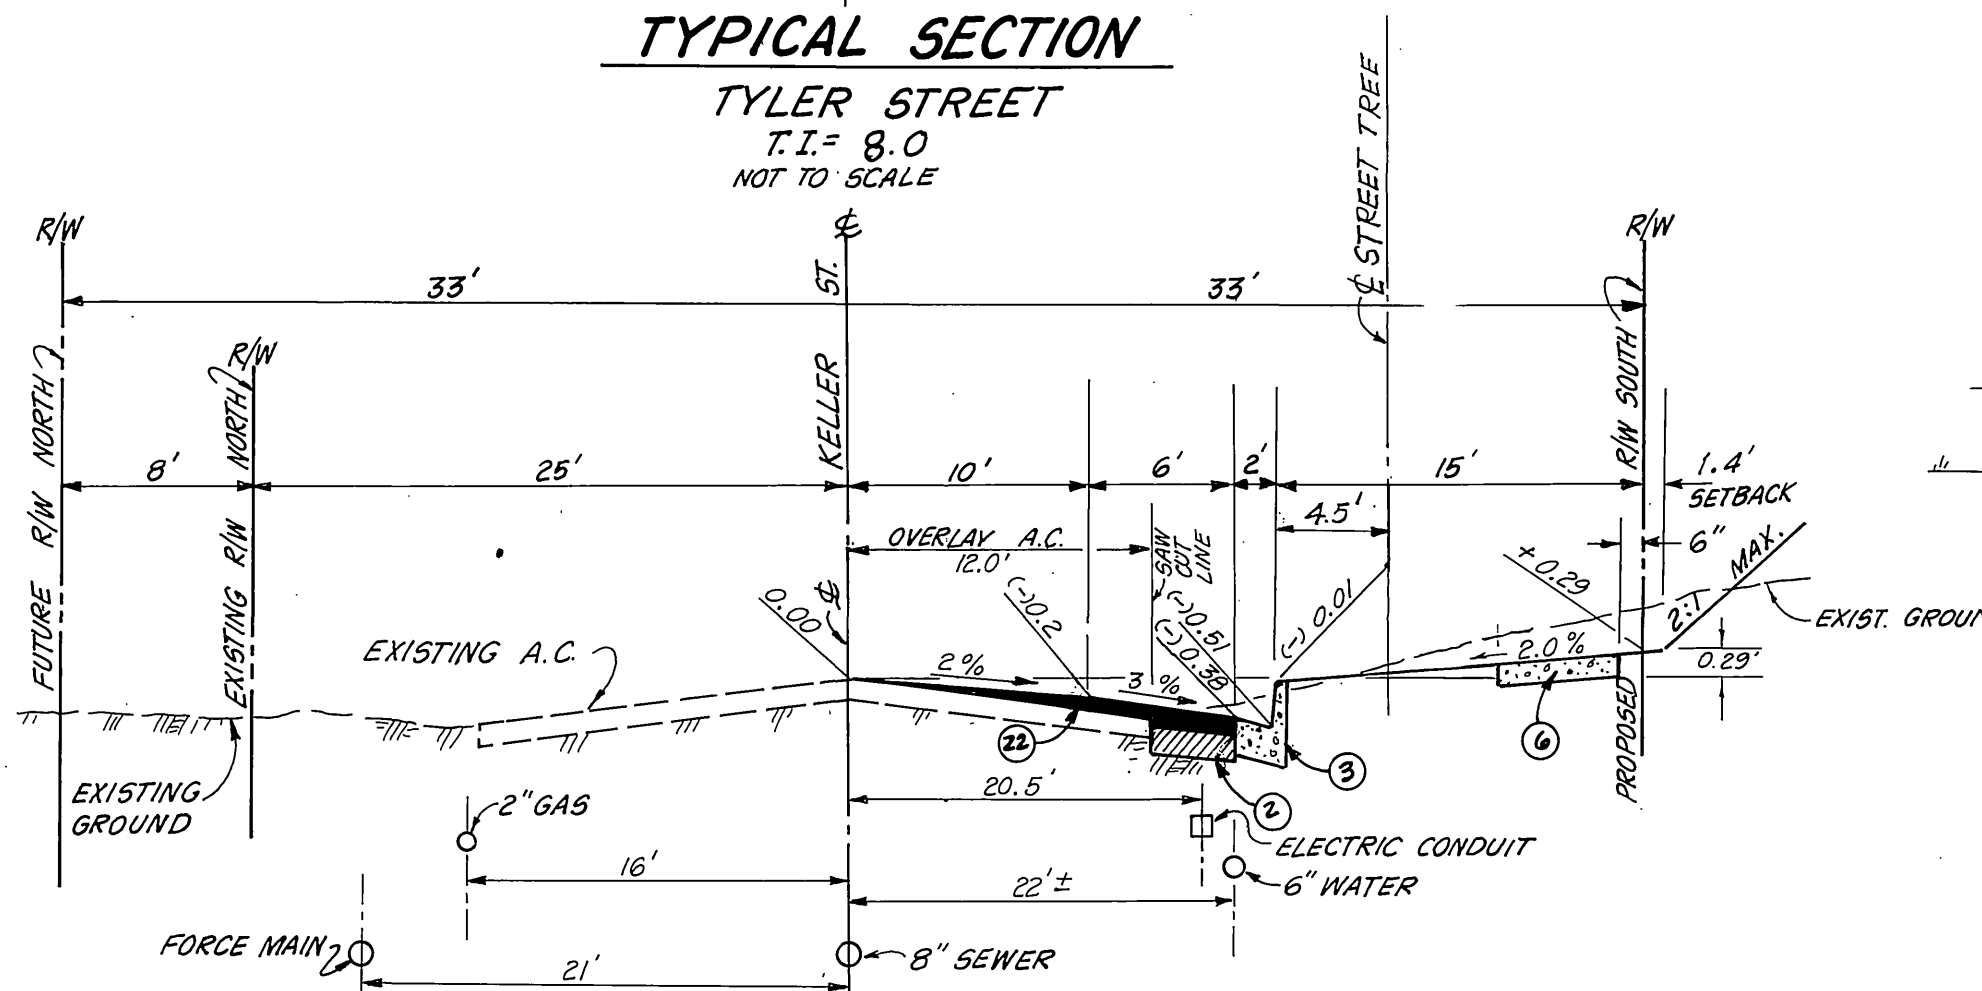 TYPICAL SECTION
TYLER STREET
T.I.= 8.0
NOT TO SCALE
℄ STREET TREE
R/W
℄
R/W
33'
33'
KELLER ST.
R/W
FUTURE R/W NORTH
EXISTING R/W NORTH
PROPOSED R/W SOUTH
8'
25'
10'
6'
2'
15'
1.4'
SETBACK
4.5'
6"
OVERLAY A.C.
12.0'
SAW
CUT
LINE
℄
0.00
(-)0.2
(-)0.51
(-)0.38
(-) 0.01
+0.29
2:1 MAX.
EXIST. GROUN
EXISTING A.C.
2%
3%
2.0%
0.29'
22
3
6
2
EXISTING
GROUND
2" GAS
20.5'
ELECTRIC CONDUIT
16'
22'±
6" WATER
FORCE MAIN
8" SEWER
21'